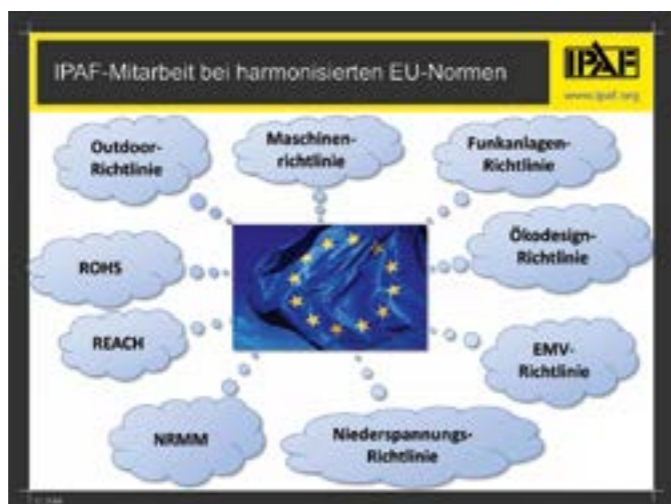 IPAF-Mitarbeit bei harmonisierten EU-Normen
IPAF
www.ipaf.org
Outdoor-
Richtlinie
Maschinen-
richtlinie
Funkanlagen-
Richtlinie
Ökodesign-
Richtlinie
ROHS
REACH
EMV-
Richtlinie
NRMM
Niederspannungs-
Richtlinie